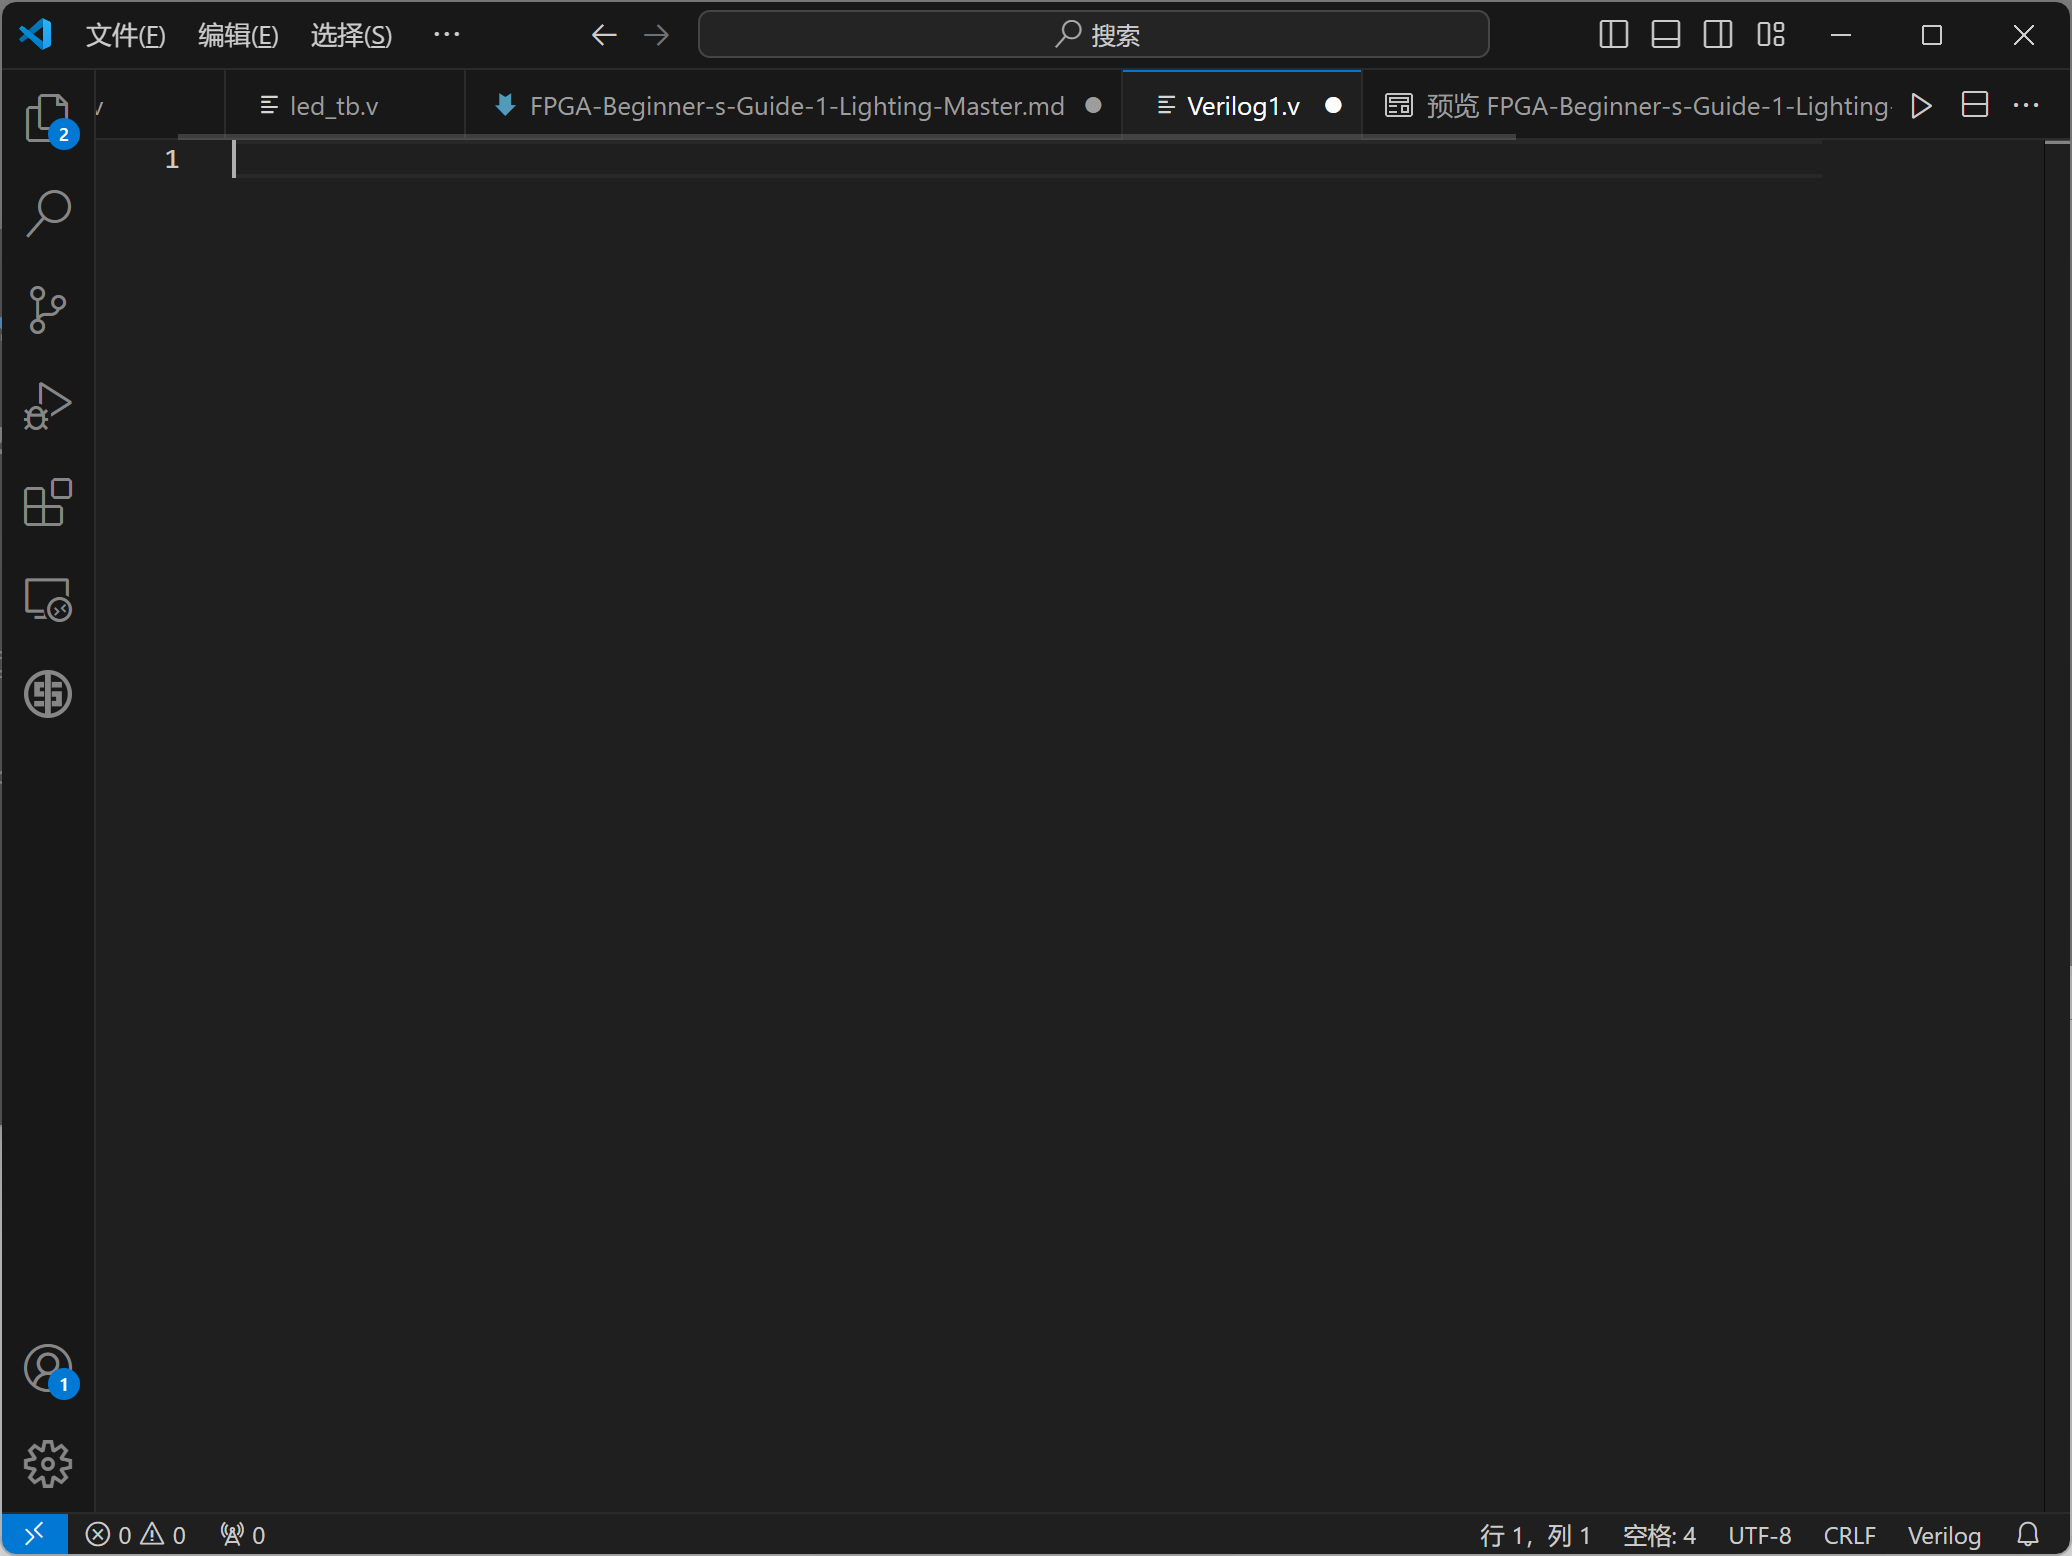 文件(F) 编辑(E) 选择(S) ··· 搜索
v led_tb.v FPGA-Beginner-s-Guide-1-Lighting-Master.md Verilog1.v 预览 FPGA-Beginner-s-Guide-1-Lighting-
2
1
1
0 0 0 行 1，列 1 空格: 4 UTF-8 CRLF Verilog